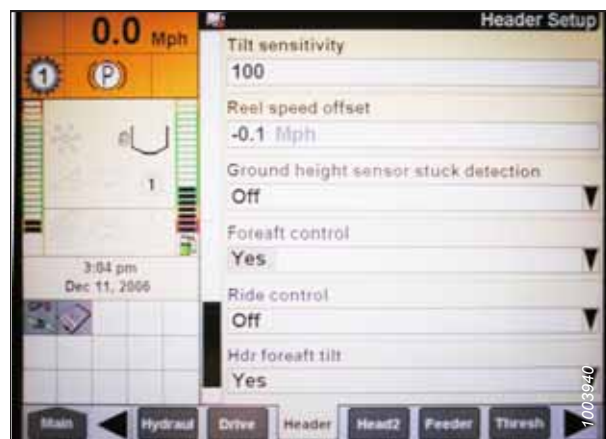 0.0 Mph
Header Setup
Tilt sensitivity
100
1
P
Reel speed offset
-0.1 Mph
Ground height sensor stuck detection
Off
1
Foreaft control
Yes
3:04 pm
Dec 11, 2006
Ride control
Off
Hdr foreaft tilt
Yes
Main
Hydraul
Drive
Header
Head2
Feeder
Thresh
1003940